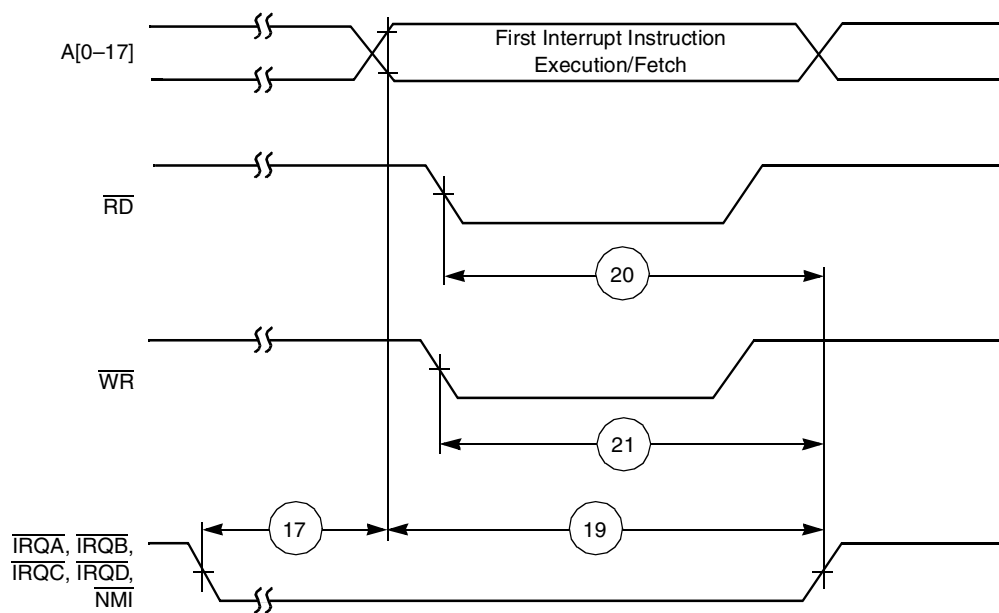 A[0–17]
First Interrupt Instruction
Execution/Fetch
RD
20
WR
21
17
19
IRQA, IRQB,
IRQC, IRQD,
NMI